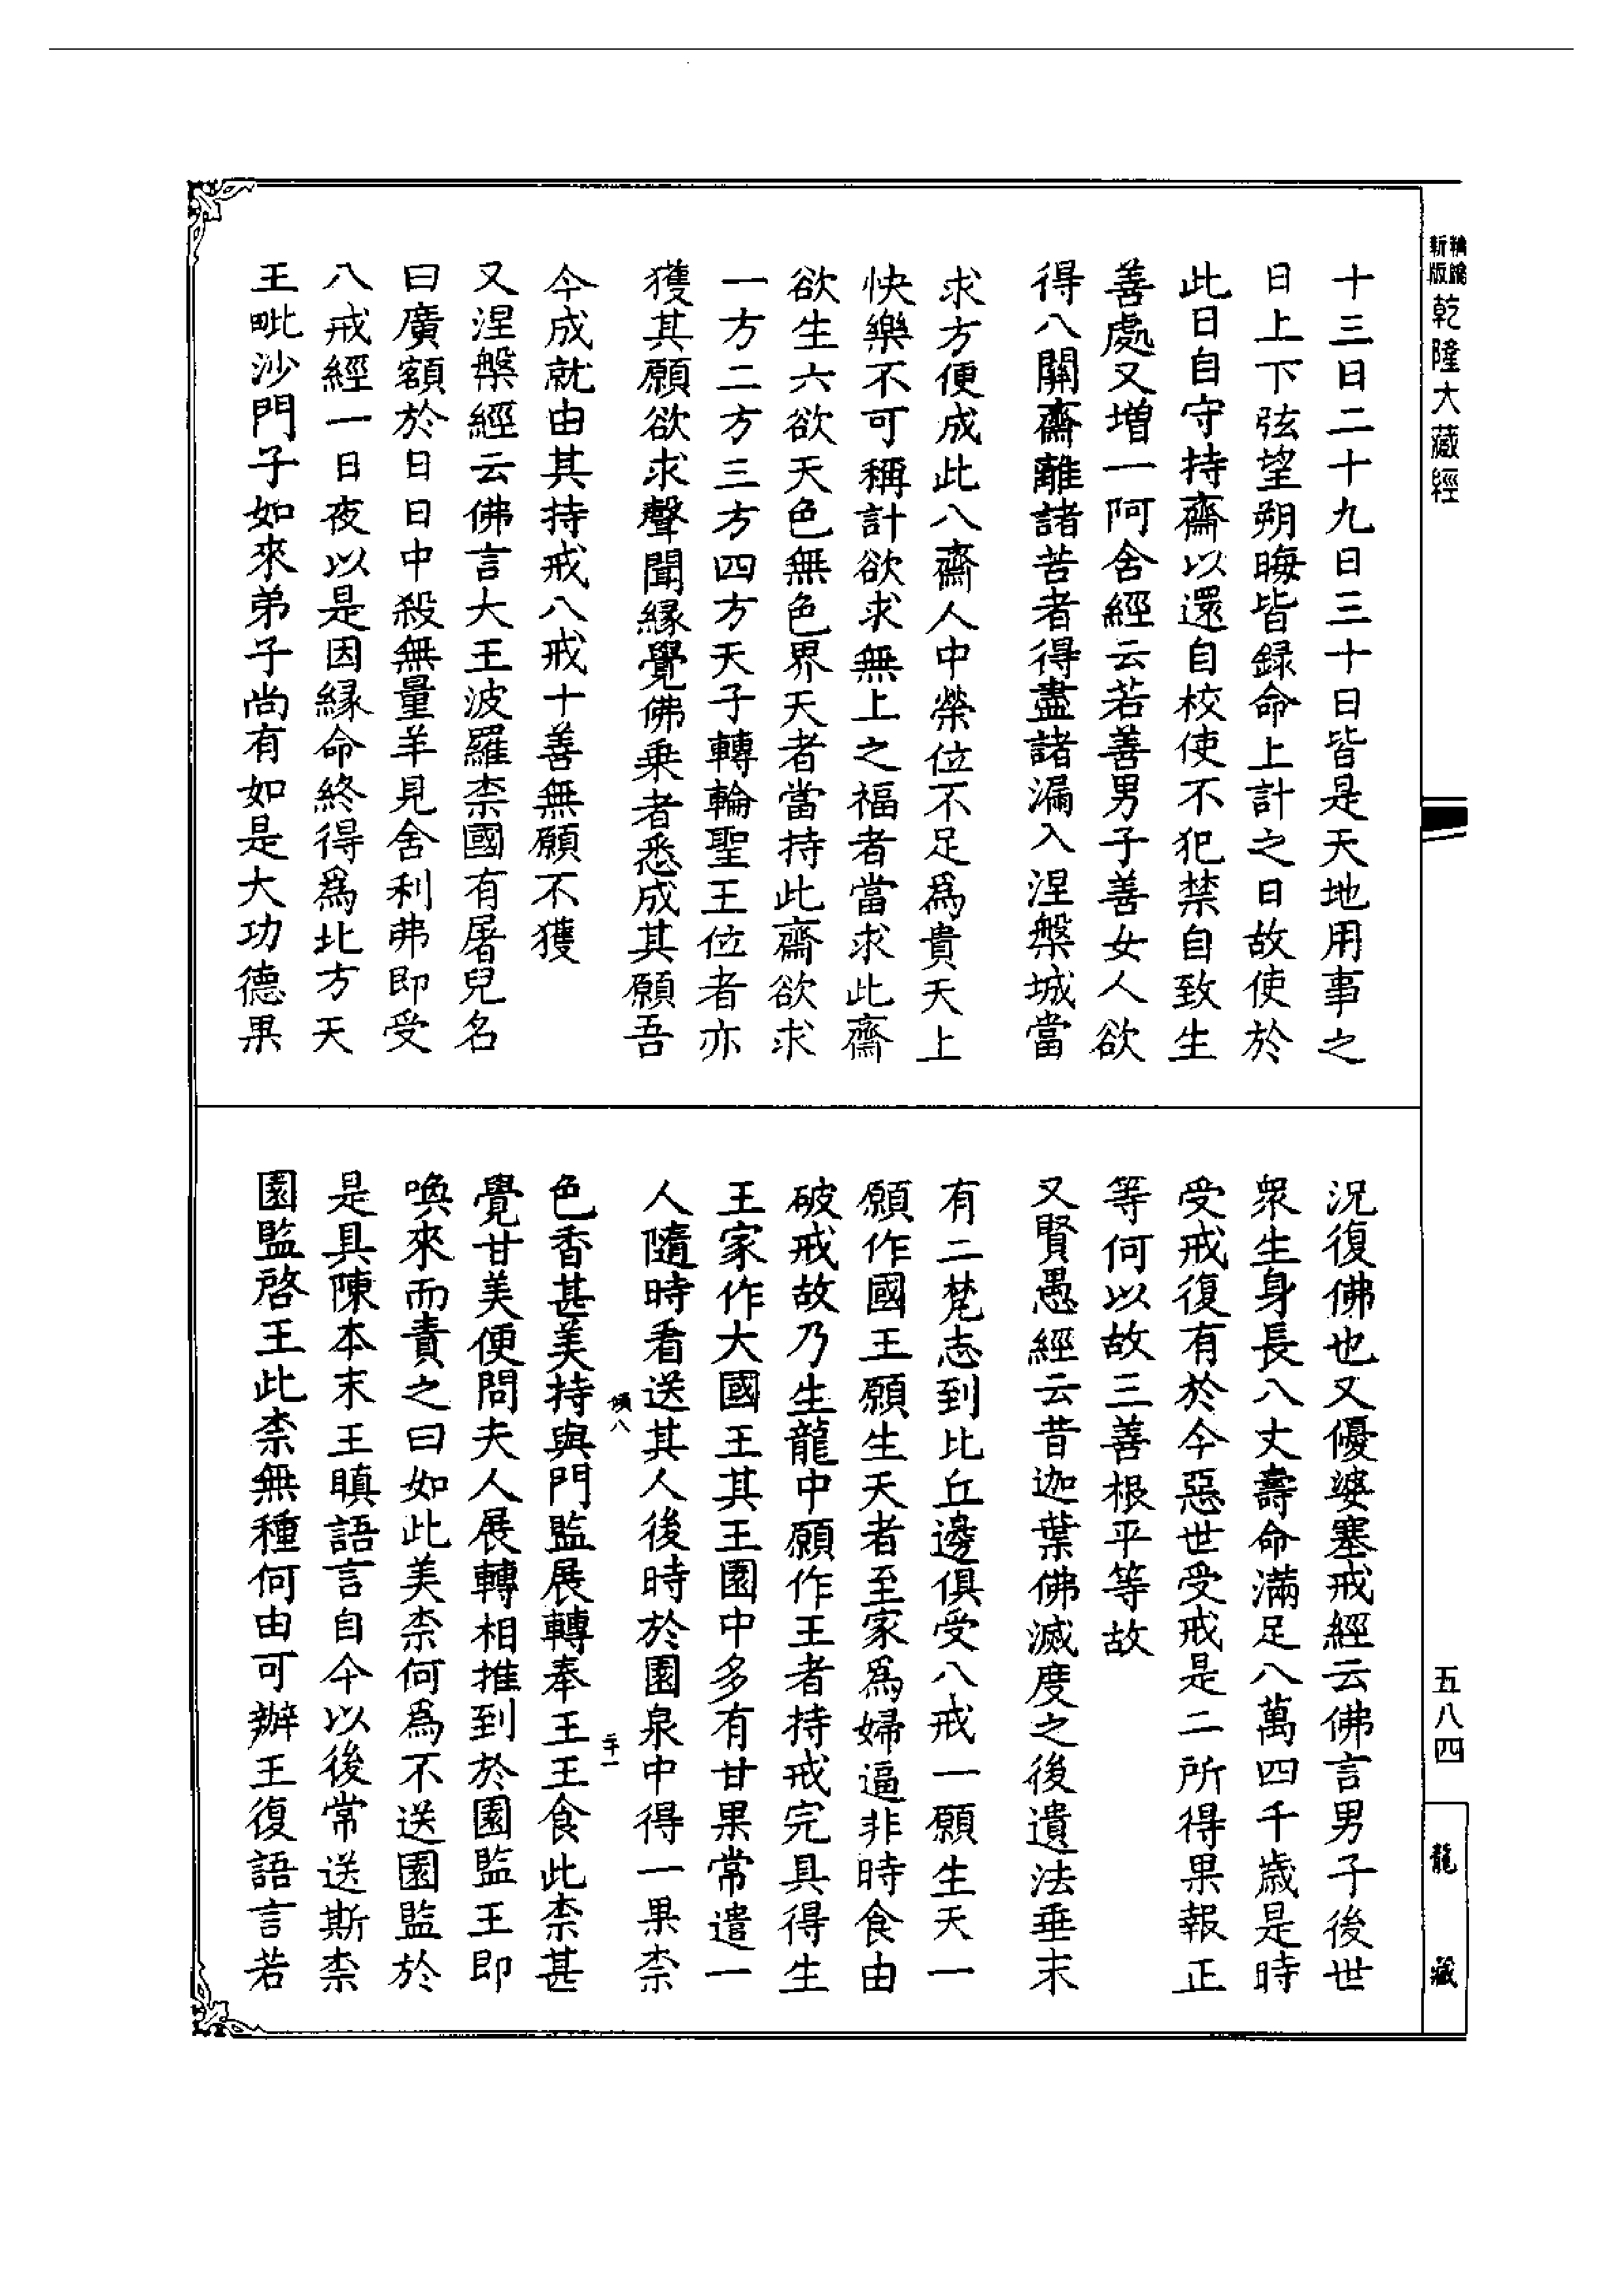 新編
新版
乾隆大藏經
十三日二十九日三十日皆是天地用事之
日上下弦望朔晦皆録命上計之日故使於
此日自守持齋以還自校使不犯禁自致生
善處又增一阿舍經云若善男子善女人欲
得八關齋離諸苦者得盡諸漏入涅槃城當
求方便成此八齋人中榮位不足為貴天上
快樂不可稱計欲求無上之福者當求此齋
欲生六欲天色無色界天者當持此齋欲求
一方二方三方四方天子轉輪聖王位者亦
獲其願欲求聲聞緣覺佛乗者悉成其願吾
今成就由其持戒八戒十善無願不獲
又涅槃經云佛言大王波羅柰國有屠兒名
曰廣額於日日中殺無量羊見舍利弗即受
八戒經一日夜以是因緣命終得為北方天
王毗沙門子如來弟子尚有如是大功德果
況復佛也又優婆塞戒經云佛言男子後世
衆生身長八丈壽命滿足八萬四千歲是時
受戒復有於今惡世受戒是二所得果報正
等何以故三善根平等故
又賢愚經云昔迦葉佛滅度之後遺法垂末
有二梵志到比丘邊俱受八戒一願生天一
願作國王願生天者至家為婦逼非時食由
破戒故乃生龍中願作王者持戒完具得生
王家作大國王其王園中多有甘果常遣一
人隨時看送其人後時於園泉中得一果柰
色香甚美持與門監展轉奉王王食此柰甚
覺甘美便問夫人展轉相推到於園監王即
喚來而責之曰如此美柰何為不送園監於
是具陳本末王瞋語言自今以後常送斯柰
園監啓王此柰無種何由可辦王復語言若
五八四
龍藏